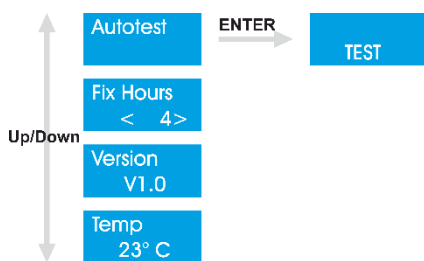 Autotest
ENTER
TEST
Fix Hours
< 4>
Up/Down
Version
V1.0
Temp
23° C